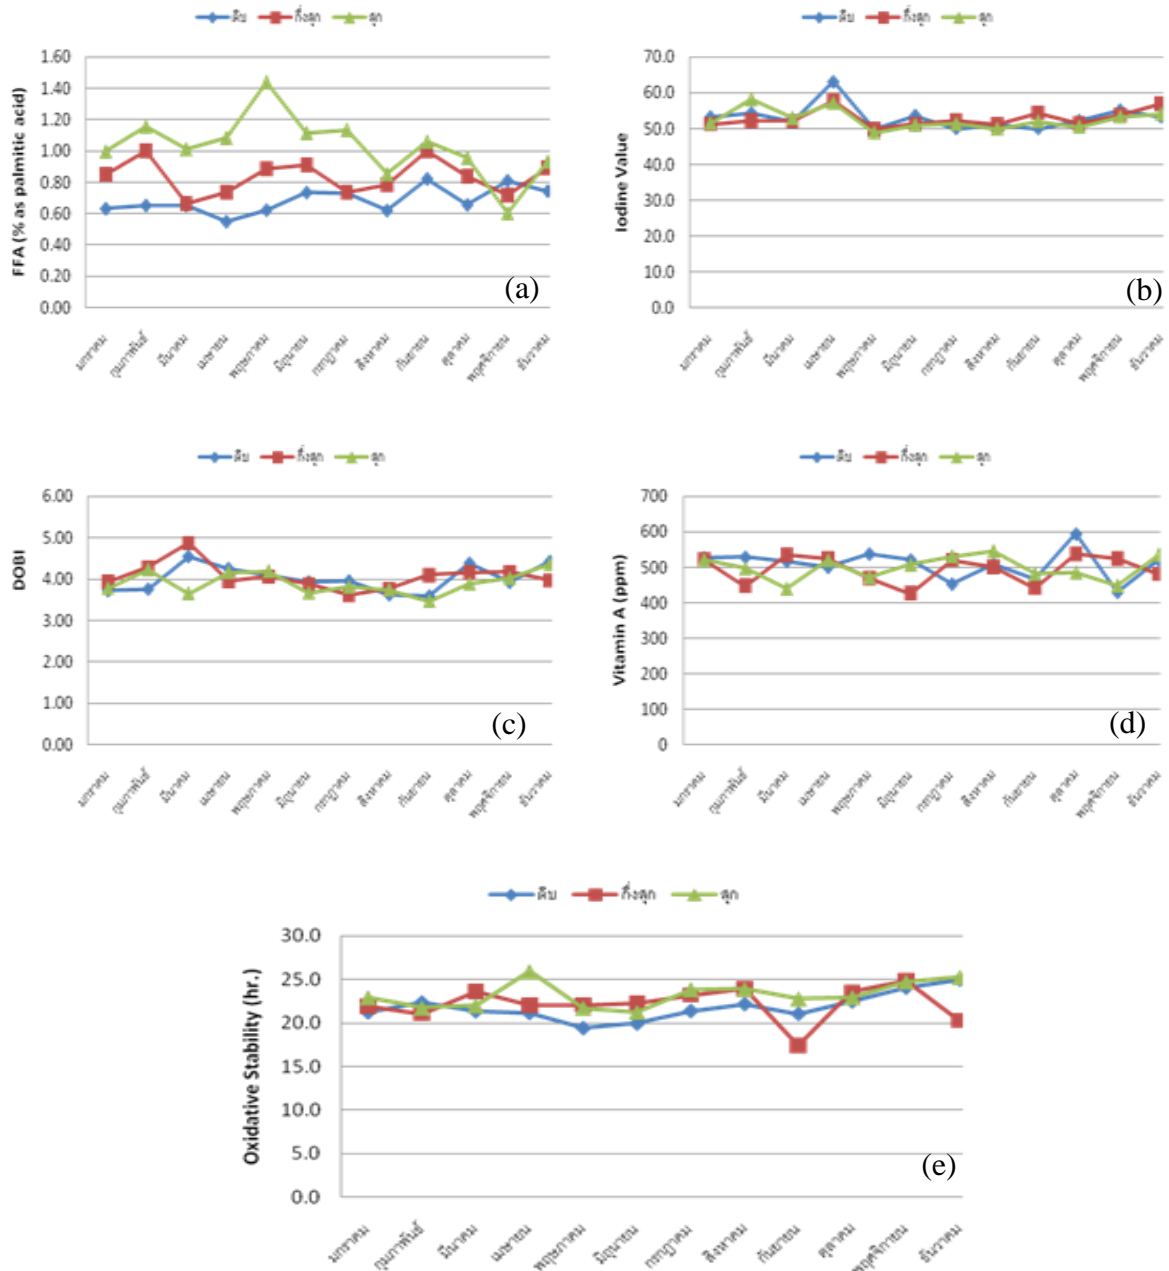 ดิบ กึ่งสุก สุก
1.60
1.40
1.20
1.00
0.80
0.60
0.40
0.20
0.00
FFA (% as palmitic acid)
(a)
มกราคม กุมภาพันธ์ มีนาคม เมษายน พฤษภาคม มิถุนายน กรกฎาคม สิงหาคม กันยายน ตุลาคม พฤศจิกายน ธันวาคม
ดิบ กึ่งสุก สุก
70.0
60.0
50.0
40.0
30.0
20.0
10.0
0.0
Iodine Value
(b)
มกราคม กุมภาพันธ์ มีนาคม เมษายน พฤษภาคม มิถุนายน กรกฎาคม สิงหาคม กันยายน ตุลาคม พฤศจิกายน ธันวาคม
ดิบ กึ่งสุก สุก
6.00
5.00
4.00
3.00
2.00
1.00
0.00
DOBI
(c)
มกราคม กุมภาพันธ์ มีนาคม เมษายน พฤษภาคม มิถุนายน กรกฎาคม สิงหาคม กันยายน ตุลาคม พฤศจิกายน ธันวาคม
ดิบ กึ่งสุก สุก
700
600
500
400
300
200
100
0
Vitamin A (ppm)
(d)
มกราคม กุมภาพันธ์ มีนาคม เมษายน พฤษภาคม มิถุนายน กรกฎาคม สิงหาคม กันยายน ตุลาคม พฤศจิกายน ธันวาคม
ดิบ กึ่งสุก สุก
30.0
25.0
20.0
15.0
10.0
5.0
0.0
Oxidative Stability (hr.)
(e)
มกราคม กุมภาพันธ์ มีนาคม เมษายน พฤษภาคม มิถุนายน กรกฎาคม สิงหาคม กันยายน ตุลาคม พฤศจิกายน ธันวาคม